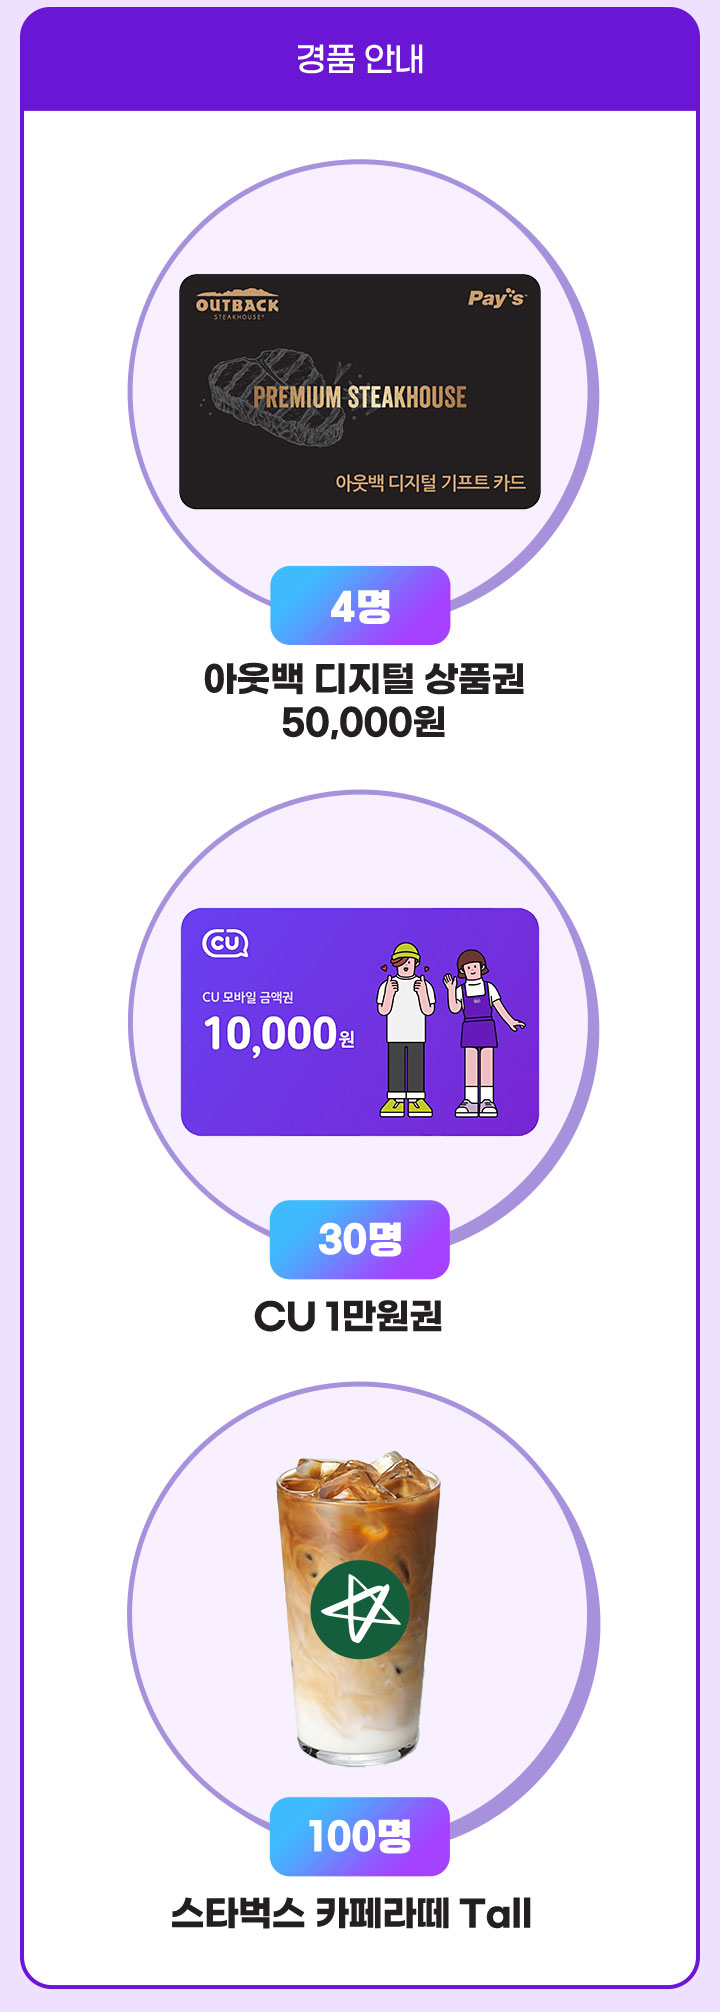 경품 안내
OUTBACK
STEAKHOUSE®
Pay's
PREMIUM STEAKHOUSE
아웃백 디지털 기프트 카드
4명
아웃백 디지털 상품권
50,000원
CU
CU 모바일 금액권
10,000원
30명
CU 1만원권
100명
스타벅스 카페라떼 Tall